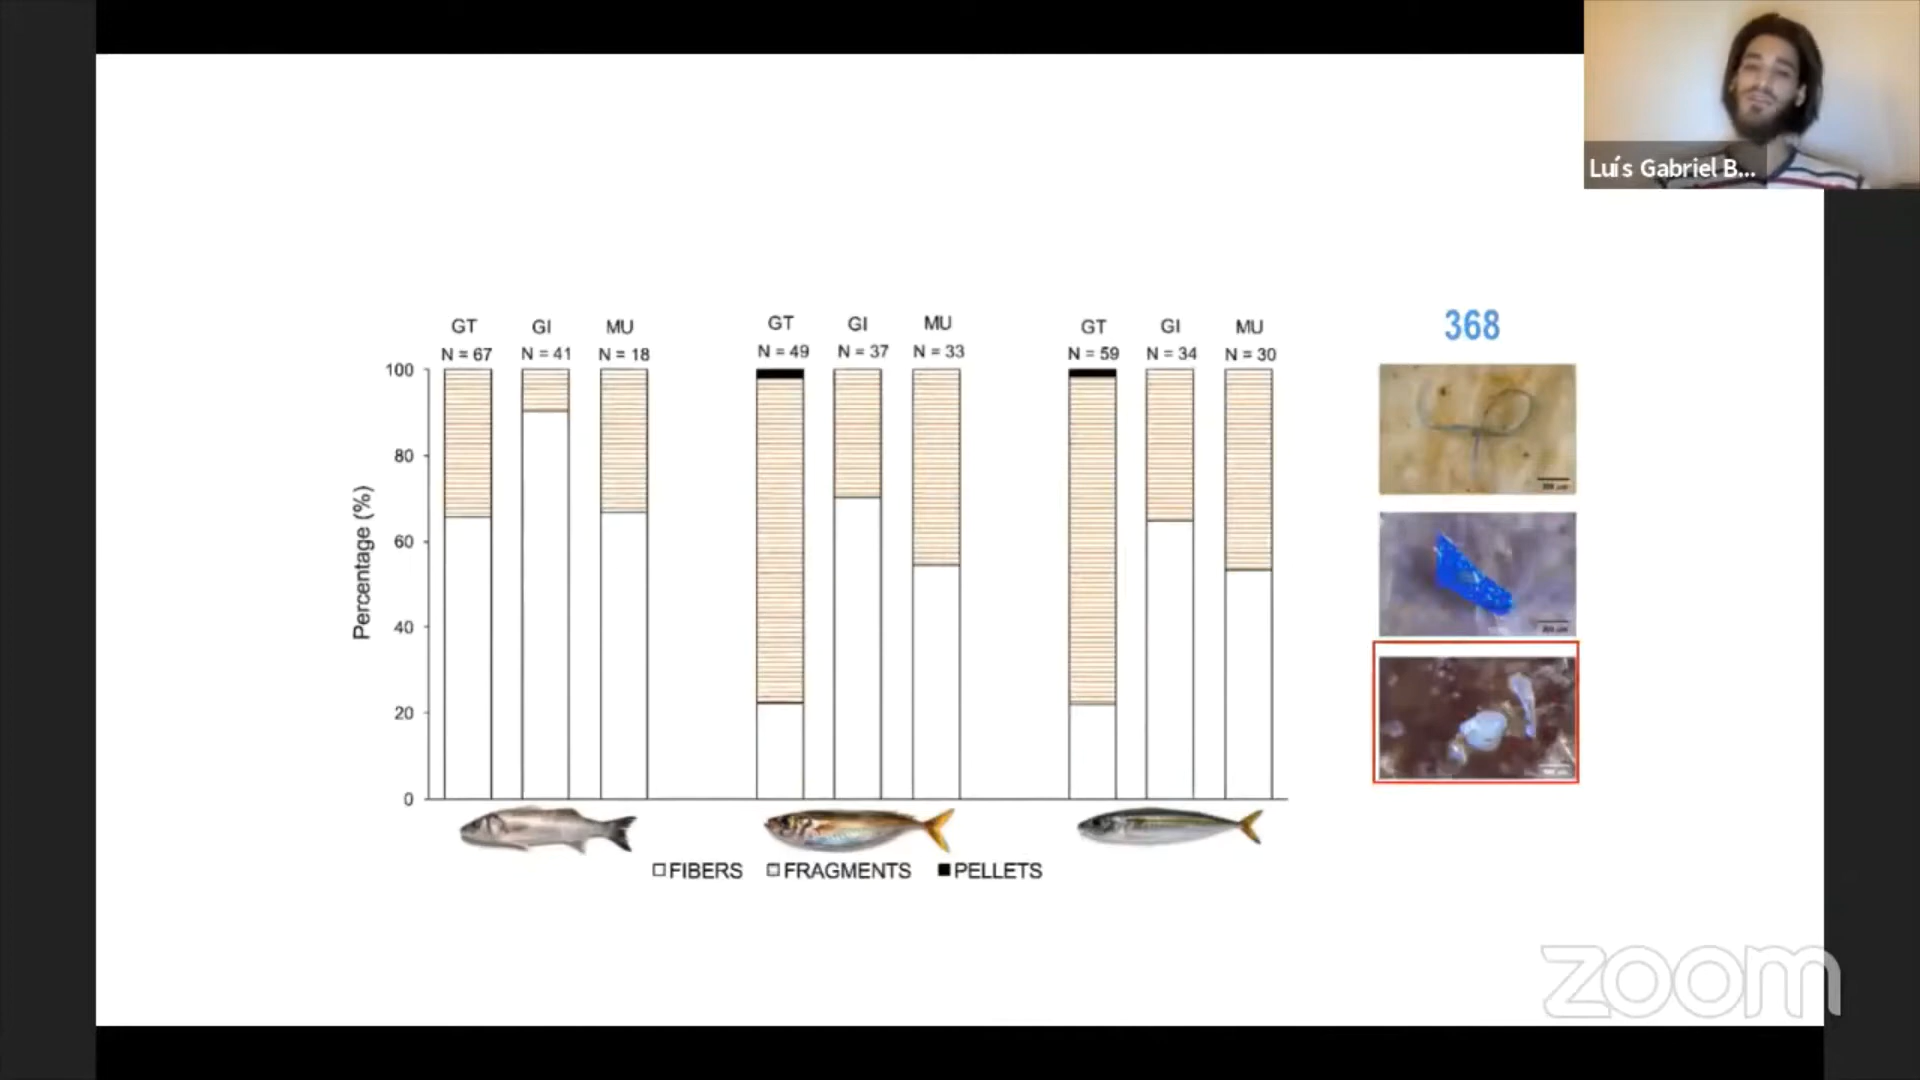 Luís Gabriel B...
368
GT GI MU GT GI MU GT GI MU
N = 67 N = 41 N = 18 N = 49 N = 37 N = 33 N = 59 N = 34 N = 30
100
80
60
40
20
0
Percentage (%)
FIBERS FRAGMENTS PELLETS
zoom